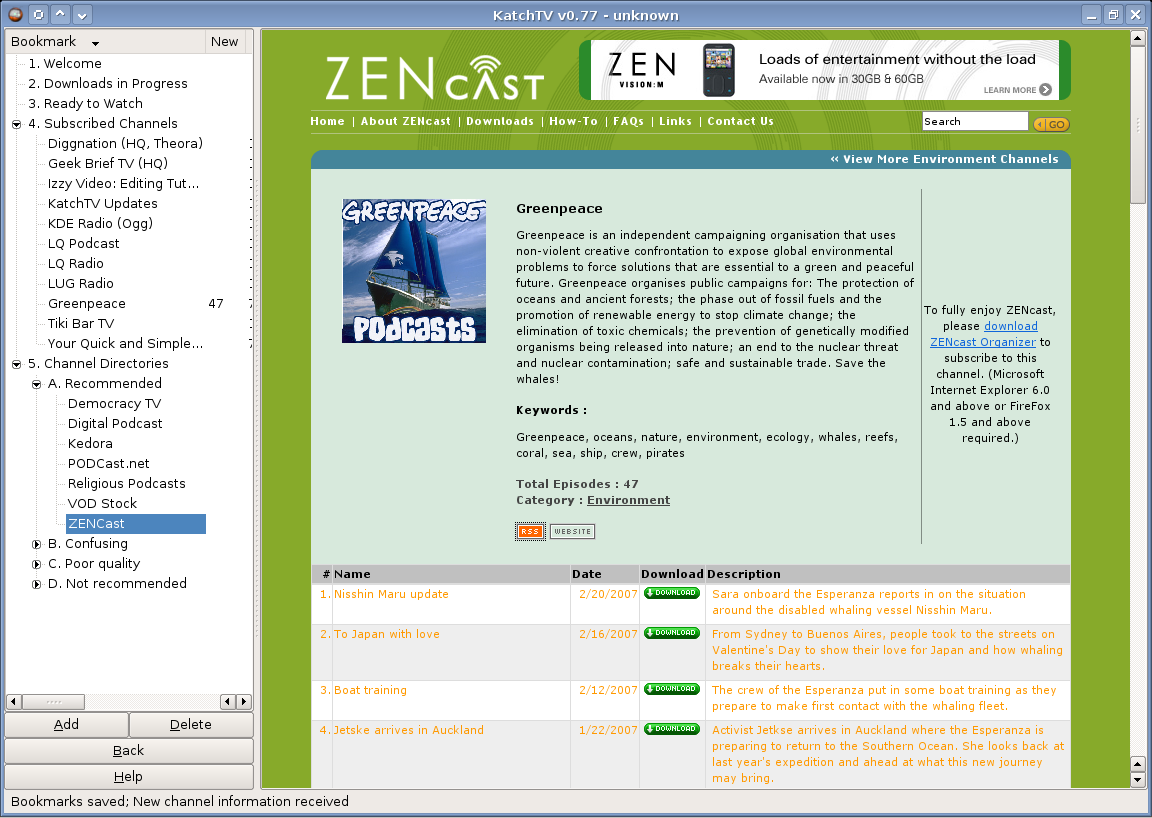 KatchTV v0.77 - unknown
Bookmark New
1. Welcome
2. Downloads in Progress
3. Ready to Watch
4. Subscribed Channels
Diggnation (HQ, Theora)
Geek Brief TV (HQ)
Izzy Video: Editing Tut...
KatchTV Updates
KDE Radio (Ogg)
LQ Podcast
LQ Radio
LUG Radio
Greenpeace 47
Tiki Bar TV
Your Quick and Simple...
5. Channel Directories
A. Recommended
Democracy TV
Digital Podcast
Kedora
PODCast.net
Religious Podcasts
VOD Stock
ZENCast
B. Confusing
C. Poor quality
D. Not recommended
Add Delete
Back
Help
Bookmarks saved; New channel information received
ZENcAST
ZEN
VISION:M
Loads of entertainment without the load
Available now in 30GB & 60GB
LEARN MORE
Home | About ZENcast | Downloads | How-To | FAQs | Links | Contact Us
Search GO
« View More Environment Channels
GREENPEACE
PODCASTS
Greenpeace
Greenpeace is an independent campaigning organisation that uses
non-violent creative confrontation to expose global environmental
problems to force solutions that are essential to a green and peaceful
future. Greenpeace organises public campaigns for: The protection of
oceans and ancient forests; the phase out of fossil fuels and the
promotion of renewable energy to stop climate change; the
elimination of toxic chemicals; the prevention of genetically modified
organisms being released into nature; an end to the nuclear threat
and nuclear contamination; safe and sustainable trade. Save the
whales!
Keywords :
Greenpeace, oceans, nature, environment, ecology, whales, reefs,
coral, sea, ship, crew, pirates
Total Episodes : 47
Category : Environment
RSS WEBSITE
To fully enjoy ZENcast,
please download
ZENcast Organizer to
subscribe to this
channel. (Microsoft
Internet Explorer 6.0
and above or FireFox
1.5 and above
required.)
# Name Date Download Description
1. Nisshin Maru update 2/20/2007 DOWNLOAD Sara onboard the Esperanza reports in on the situation
around the disabled whaling vessel Nisshin Maru.
2. To Japan with love 2/16/2007 DOWNLOAD From Sydney to Buenos Aires, people took to the streets on
Valentine's Day to show their love for Japan and how whaling
breaks their hearts.
3. Boat training 2/12/2007 DOWNLOAD The crew of the Esperanza put in some boat training as they
prepare to make first contact with the whaling fleet.
4. Jetske arrives in Auckland 1/22/2007 DOWNLOAD Activist Jetkse arrives in Auckland where the Esperanza is
preparing to return to the Southern Ocean. She looks back at
last year's expedition and ahead at what this new journey
may bring.